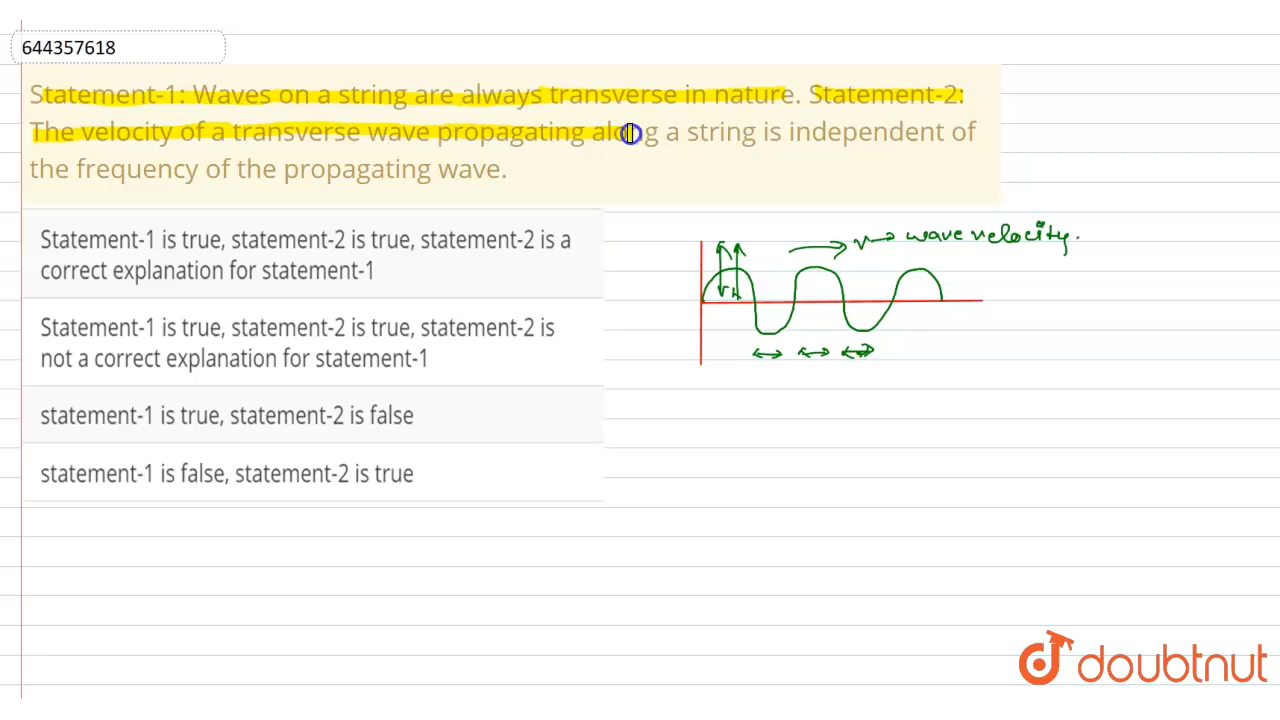 644357618
Statement-1: Waves on a string are always transverse in nature. Statement-2:
The velocity of a transverse wave propagating along a string is independent of
the frequency of the propagating wave.
Statement-1 is true, statement-2 is true, statement-2 is a
correct explanation for statement-1
v→ wave velocity.
Statement-1 is true, statement-2 is true, statement-2 is
not a correct explanation for statement-1
statement-1 is true, statement-2 is false
statement-1 is false, statement-2 is true
doubtnut